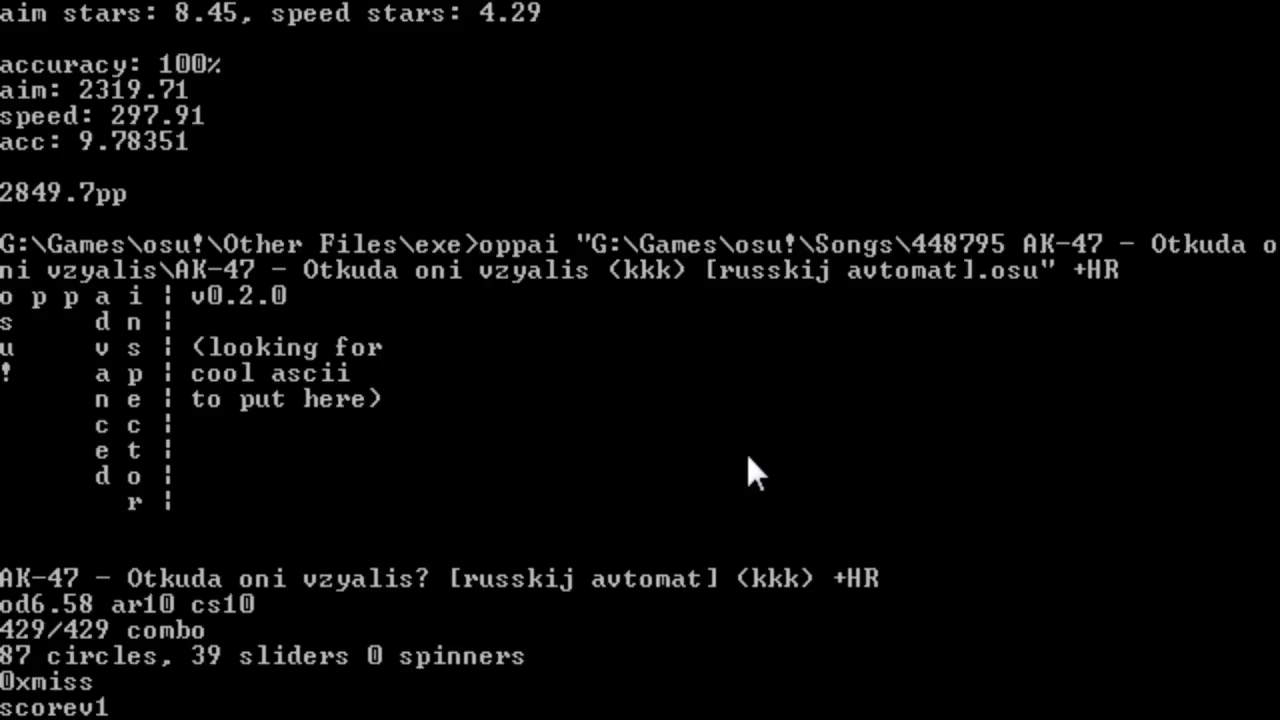 aim stars: 8.45, speed stars: 4.29
accuracy: 100%
aim: 2319.71
speed: 297.91
acc: 9.78351
2849.7pp
G:\Games\osu!\Other Files\exe>oppai "G:\Games\osu!\Songs\448795 AK-47 - Otkuda o
ni vzyalis\AK-47 - Otkuda oni vzyalis (kkk) [russkij avtomat].osu" +HR
o p p a i ¦ v0.2.0
s     d n ¦
u     v s ¦ (looking for
!     a p ¦ cool ascii
      n e ¦ to put here)
      c c ¦
      e t ¦
      d o ¦
        r ¦
AK-47 - Otkuda oni vzyalis? [russkij avtomat] (kkk) +HR
od6.58 ar10 cs10
429/429 combo
87 circles, 39 sliders 0 spinners
0xmiss
scorev1